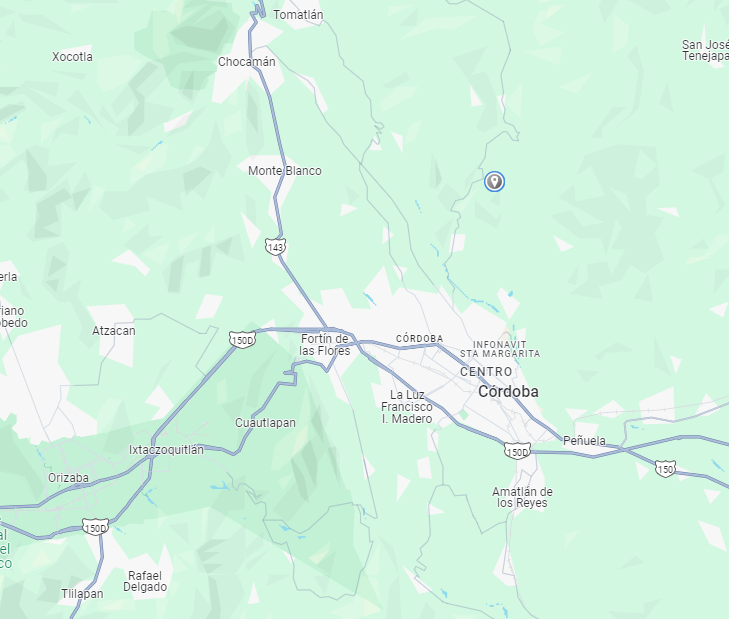 Tomatlán
San José
Tenejapa
Xocotla
Chocamán
Monte Blanco
143
erla
iano
obedo
Atzacan
150D
Fortín de
las Flores
CÓRDOBA
INFONAVIT
STA MARGARITA
CENTRO
Córdoba
La Luz
Francisco
I. Madero
Cuautlapan
Ixtaczoquitlán
Peñuela
150D
150
Orizaba
Amatlán de
los Reyes
150D
al
el
co
Rafael
Delgado
Tlilapan